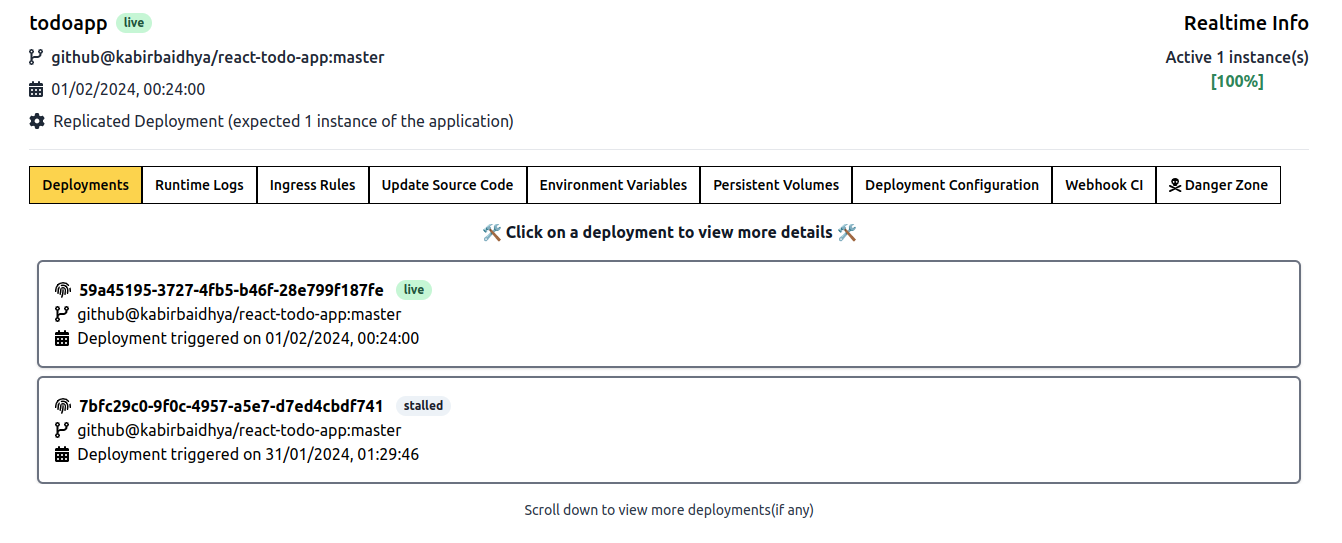 todoapp live
Realtime Info
github@kabirbaidhya/react-todo-app:master
Active 1 instance(s)
[100%]
01/02/2024, 00:24:00
Replicated Deployment (expected 1 instance of the application)
Deployments Runtime Logs Ingress Rules Update Source Code Environment Variables Persistent Volumes Deployment Configuration Webhook CI Danger Zone
🛠️ Click on a deployment to view more details 🛠️
59a45195-3727-4fb5-b46f-28e799f187fe live
github@kabirbaidhya/react-todo-app:master
Deployment triggered on 01/02/2024, 00:24:00
7bfc29c0-9f0c-4957-a5e7-d7ed4cbdf741 stalled
github@kabirbaidhya/react-todo-app:master
Deployment triggered on 31/01/2024, 01:29:46
Scroll down to view more deployments(if any)